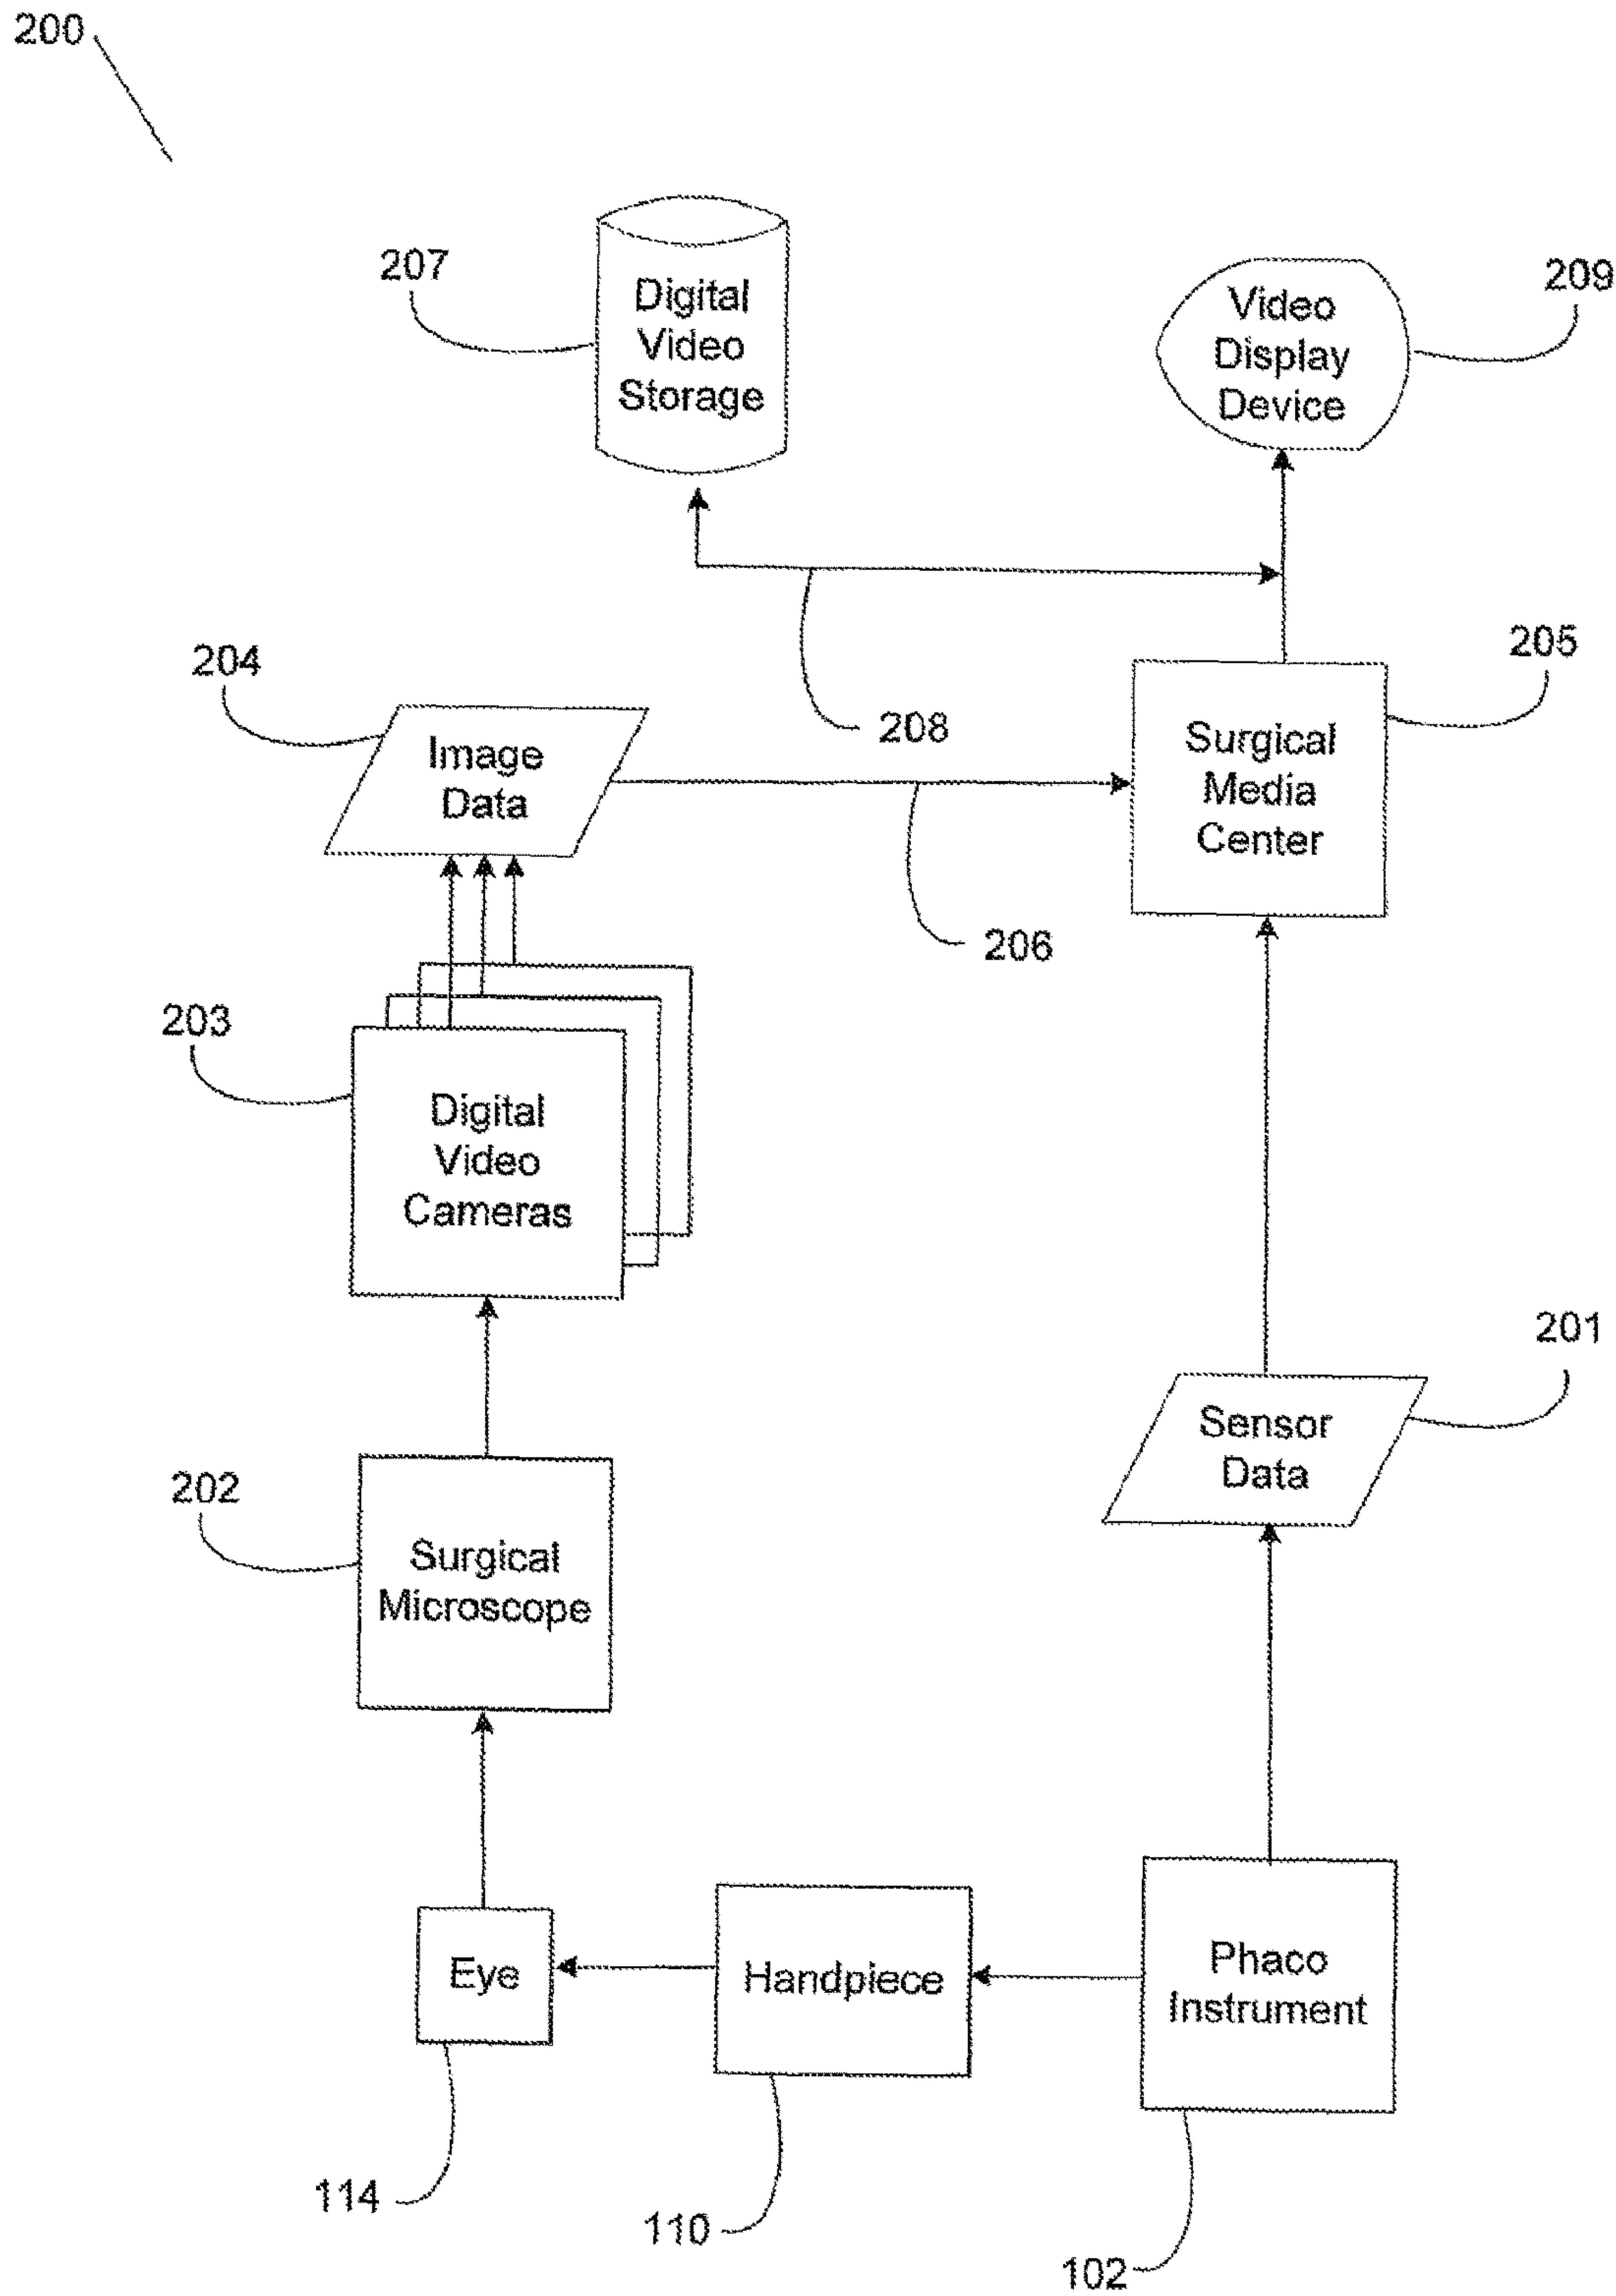 200
207
Digital
Video
Storage
Video
Display
Device
209
204
Image
Data
208
205
Surgical
Media
Center
206
203
Digital
Video
Cameras
201
Sensor
Data
202
Surgical
Microscope
Eye
Handpiece
Phaco
Instrument
114
110
102